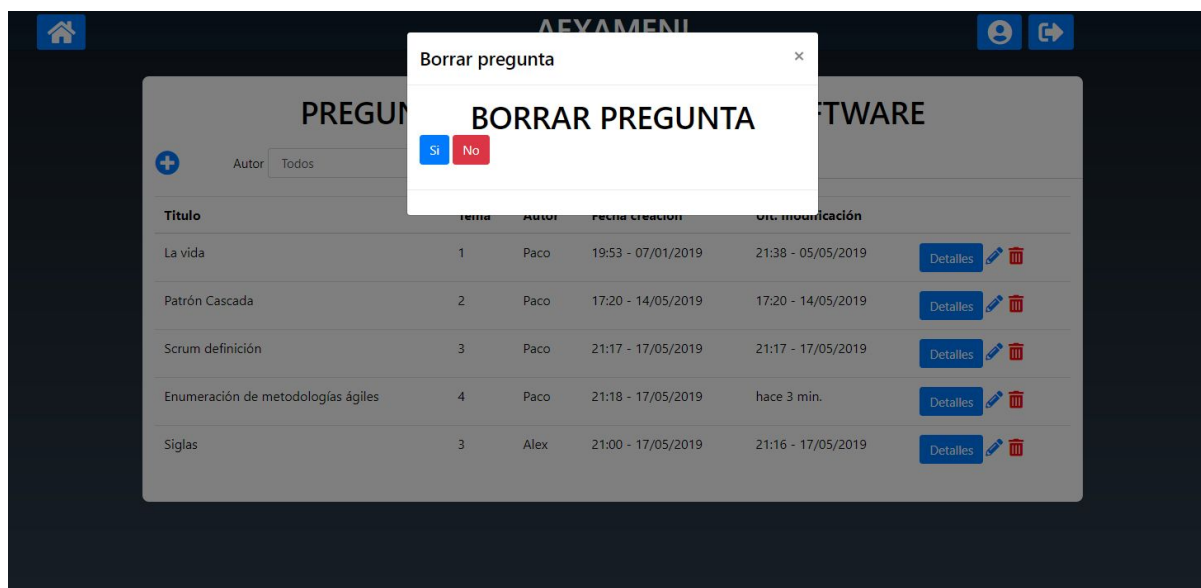 AEXAMENI
Borrar pregunta ×
BORRAR PREGUNTA
Si No
Autor Todos
Titulo Tema Autor Fecha creación Últ. modificación
La vida 1 Paco 19:53 - 07/01/2019 21:38 - 05/05/2019 Detalles
Patrón Cascada 2 Paco 17:20 - 14/05/2019 17:20 - 14/05/2019 Detalles
Scrum definición 3 Paco 21:17 - 17/05/2019 21:17 - 17/05/2019 Detalles
Enumeración de metodologías ágiles 4 Paco 21:18 - 17/05/2019 hace 3 min. Detalles
Siglas 3 Alex 21:00 - 17/05/2019 21:16 - 17/05/2019 Detalles